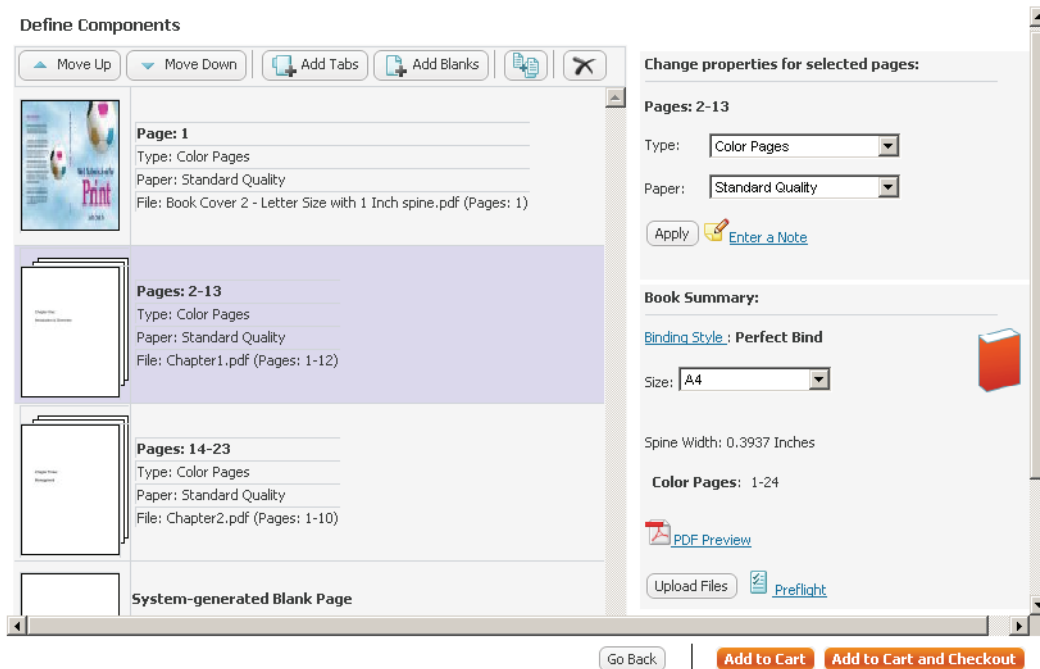 Define Components
Move Up
Move Down
Add Tabs
Add Blanks
Print
Page: 1
Type: Color Pages
Paper: Standard Quality
File: Book Cover 2 - Letter Size with 1 Inch spine.pdf (Pages: 1)
Pages: 2-13
Type: Color Pages
Paper: Standard Quality
File: Chapter1.pdf (Pages: 1-12)
Pages: 14-23
Type: Color Pages
Paper: Standard Quality
File: Chapter2.pdf (Pages: 1-10)
System-generated Blank Page
Change properties for selected pages:
Pages: 2-13
Type: Color Pages
Paper: Standard Quality
Apply Enter a Note
Book Summary:
Binding Style : Perfect Bind
Size: A4
Spine Width: 0.3937 Inches
Color Pages: 1-24
PDF Preview
Upload Files Preflight
Go Back
Add to Cart
Add to Cart and Checkout